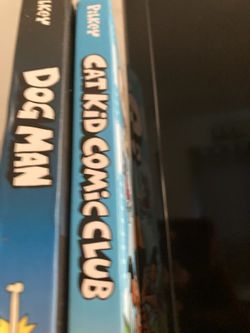 PILKEY
DOG MAN
PILKEY
CAT KID COMIC CLUB